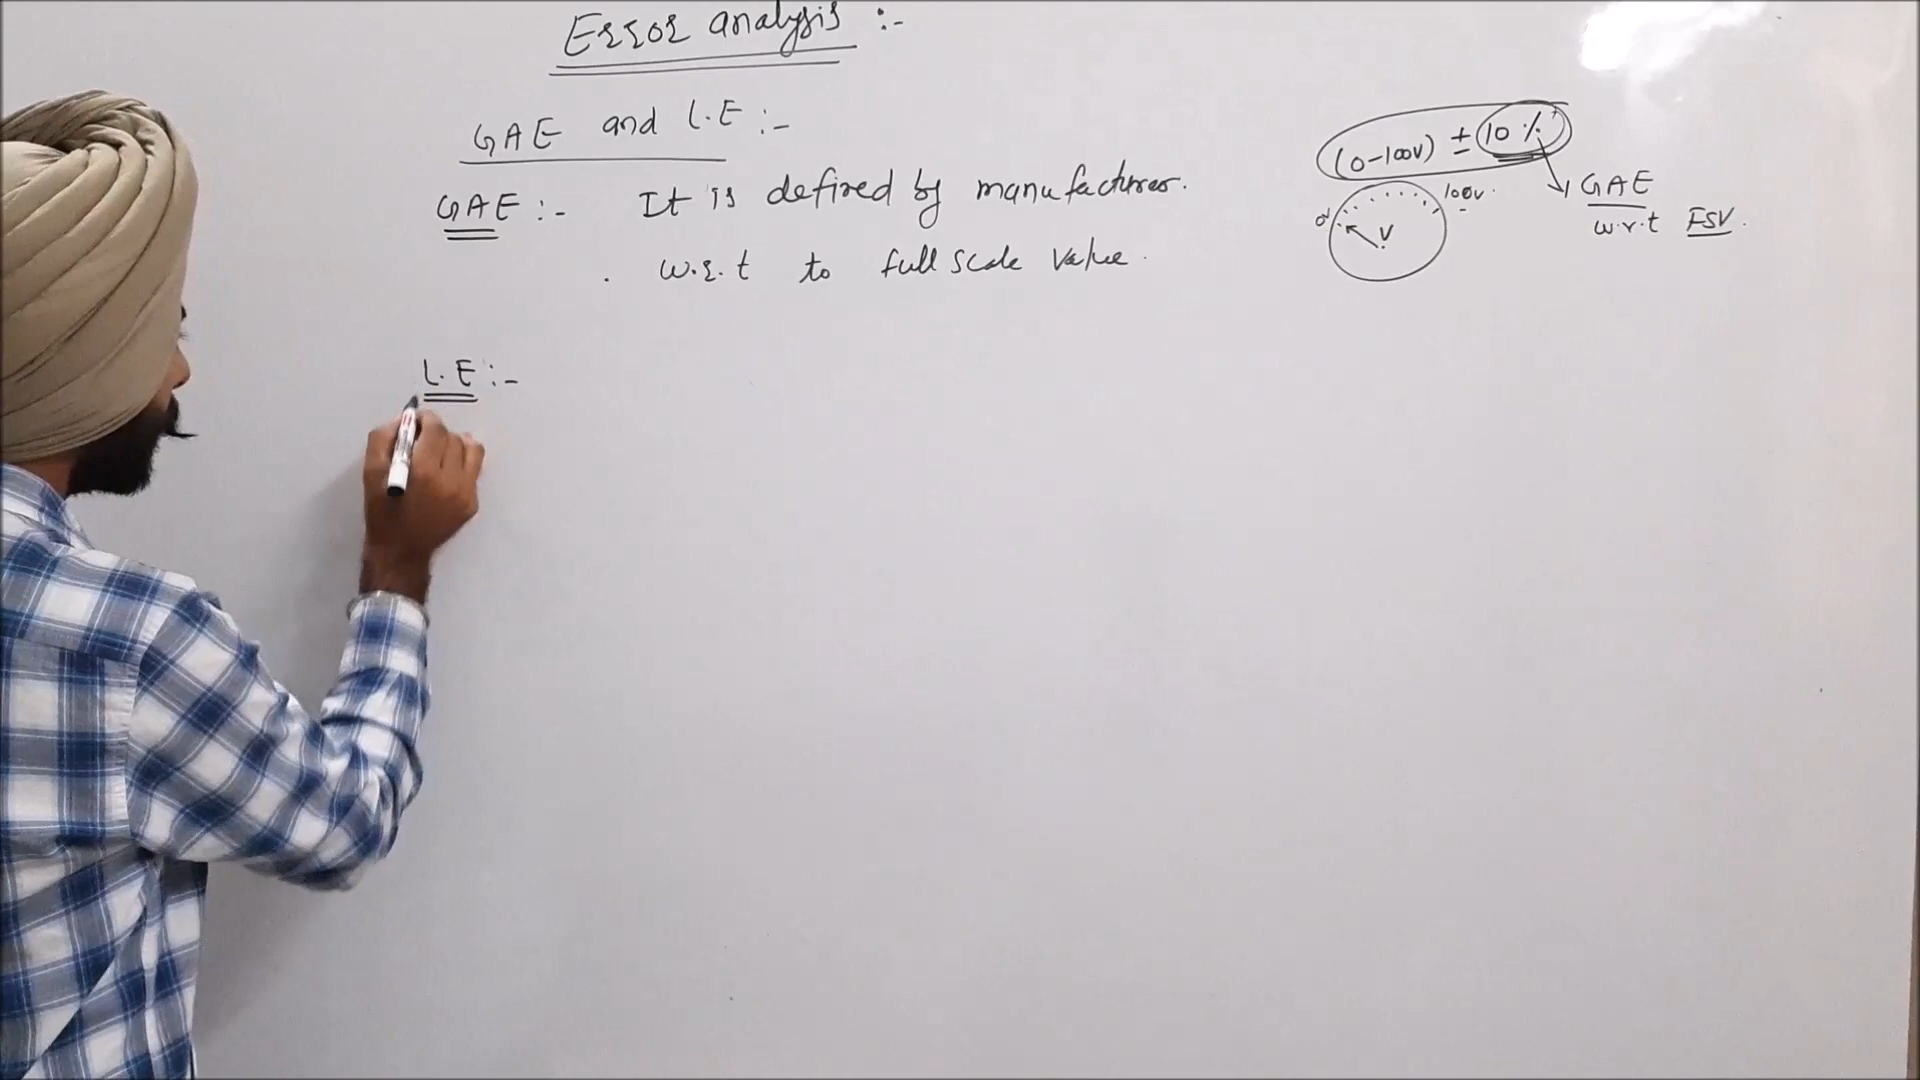 Error analysis :-
GAE and L.E :-
GAE :- It is defined by manufacturer.
. w.r.t to full scale value.
L.E :-
(0-100V) ± 10%
GAE
w.r.t FSV.
0V 100V.
V